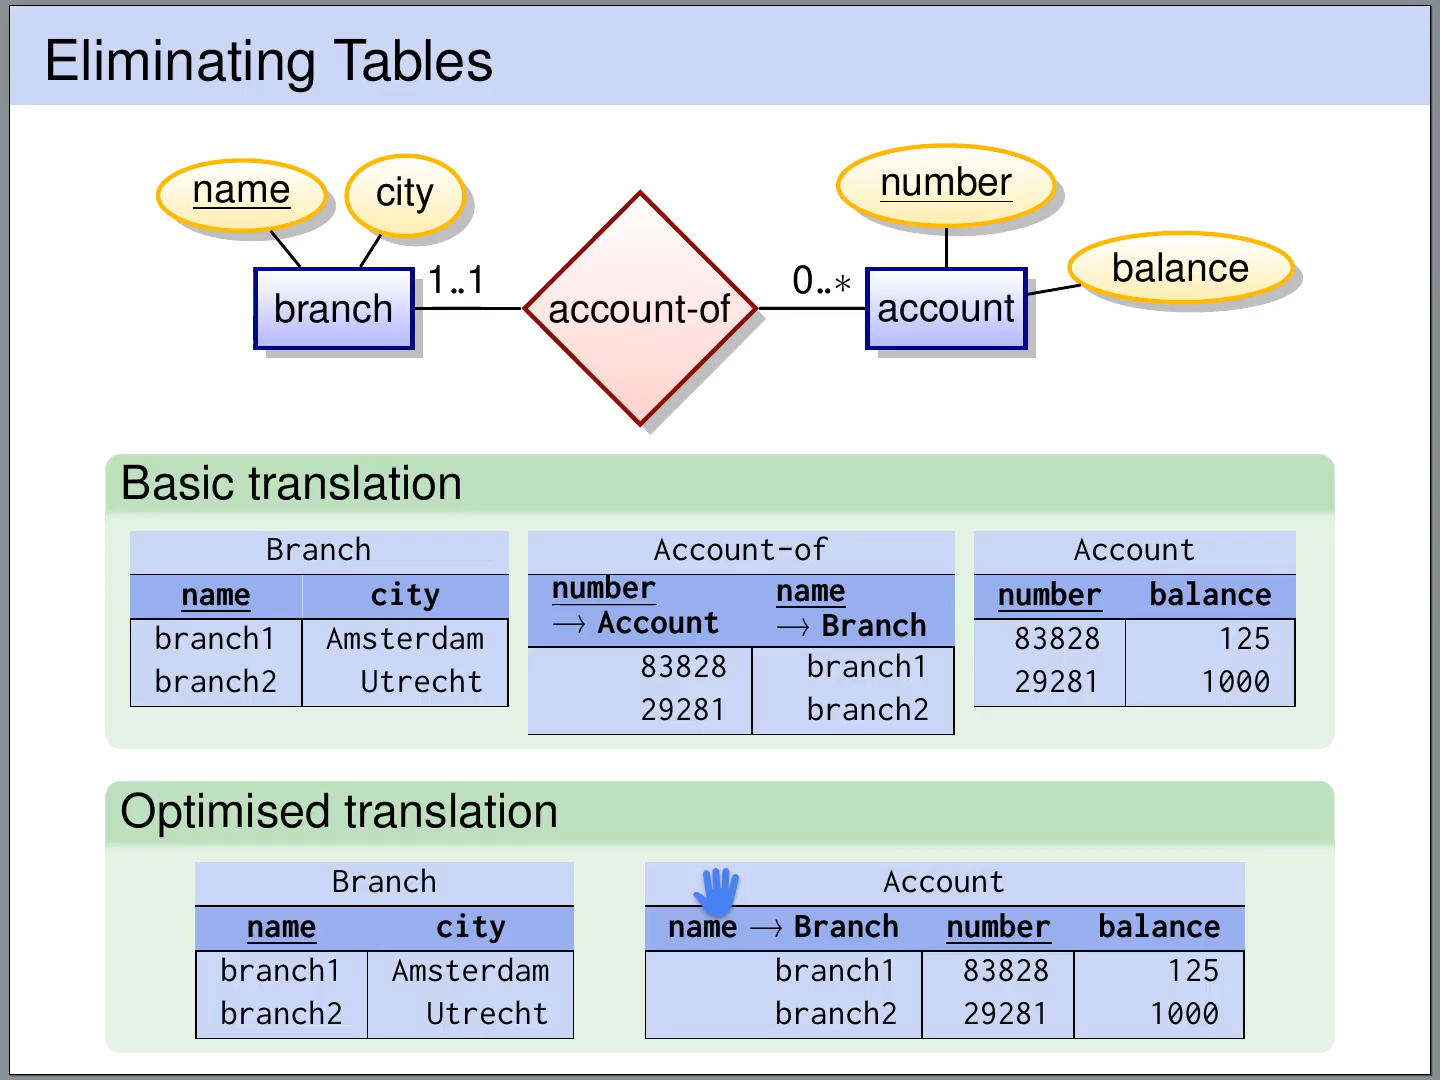 Eliminating Tables
name city number
balance
branch 1..1 account-of 0..* account
Basic translation
Branch
name city
branch1 Amsterdam
branch2 Utrecht
Account-of
number name
→ Account → Branch
83828 branch1
29281 branch2
Account
number balance
83828 125
29281 1000
Optimised translation
Branch
name city
branch1 Amsterdam
branch2 Utrecht
Account
name → Branch number balance
branch1 83828 125
branch2 29281 1000